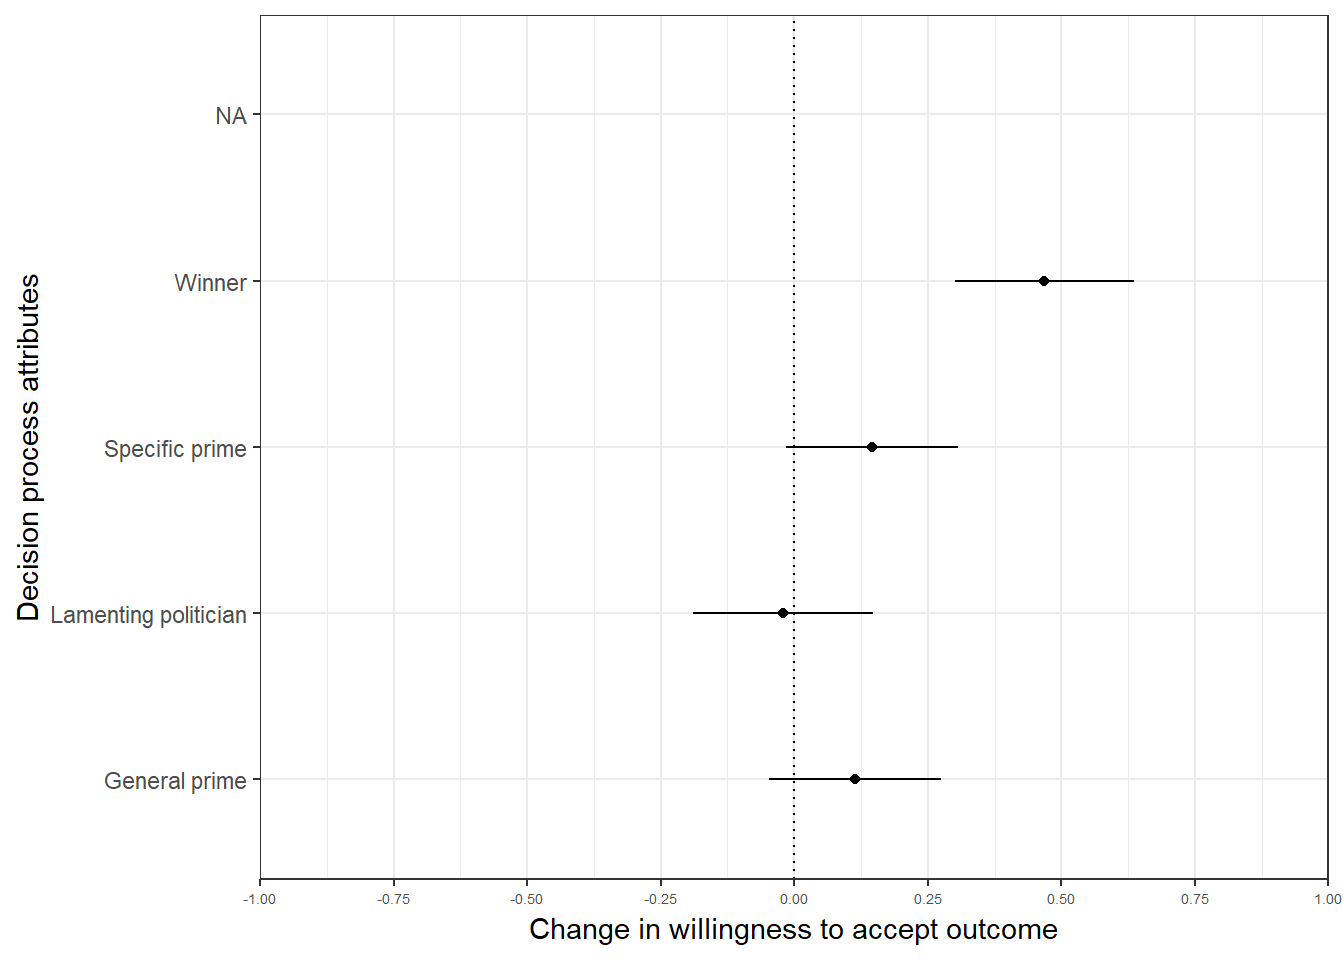 Decision process attributes
NA
Winner
Specific prime
Lamenting politician
General prime
-1.00 -0.75 -0.50 -0.25 0.00 0.25 0.50 0.75 1.00
Change in willingness to accept outcome